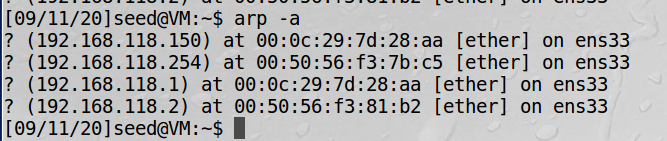 [09/11/20]seed@VM:~$ arp -a
? (192.168.118.150) at 00:0c:29:7d:28:aa [ether] on ens33
? (192.168.118.254) at 00:50:56:f3:7b:c5 [ether] on ens33
? (192.168.118.1) at 00:0c:29:7d:28:aa [ether] on ens33
? (192.168.118.2) at 00:50:56:f3:81:b2 [ether] on ens33
[09/11/20]seed@VM:~$